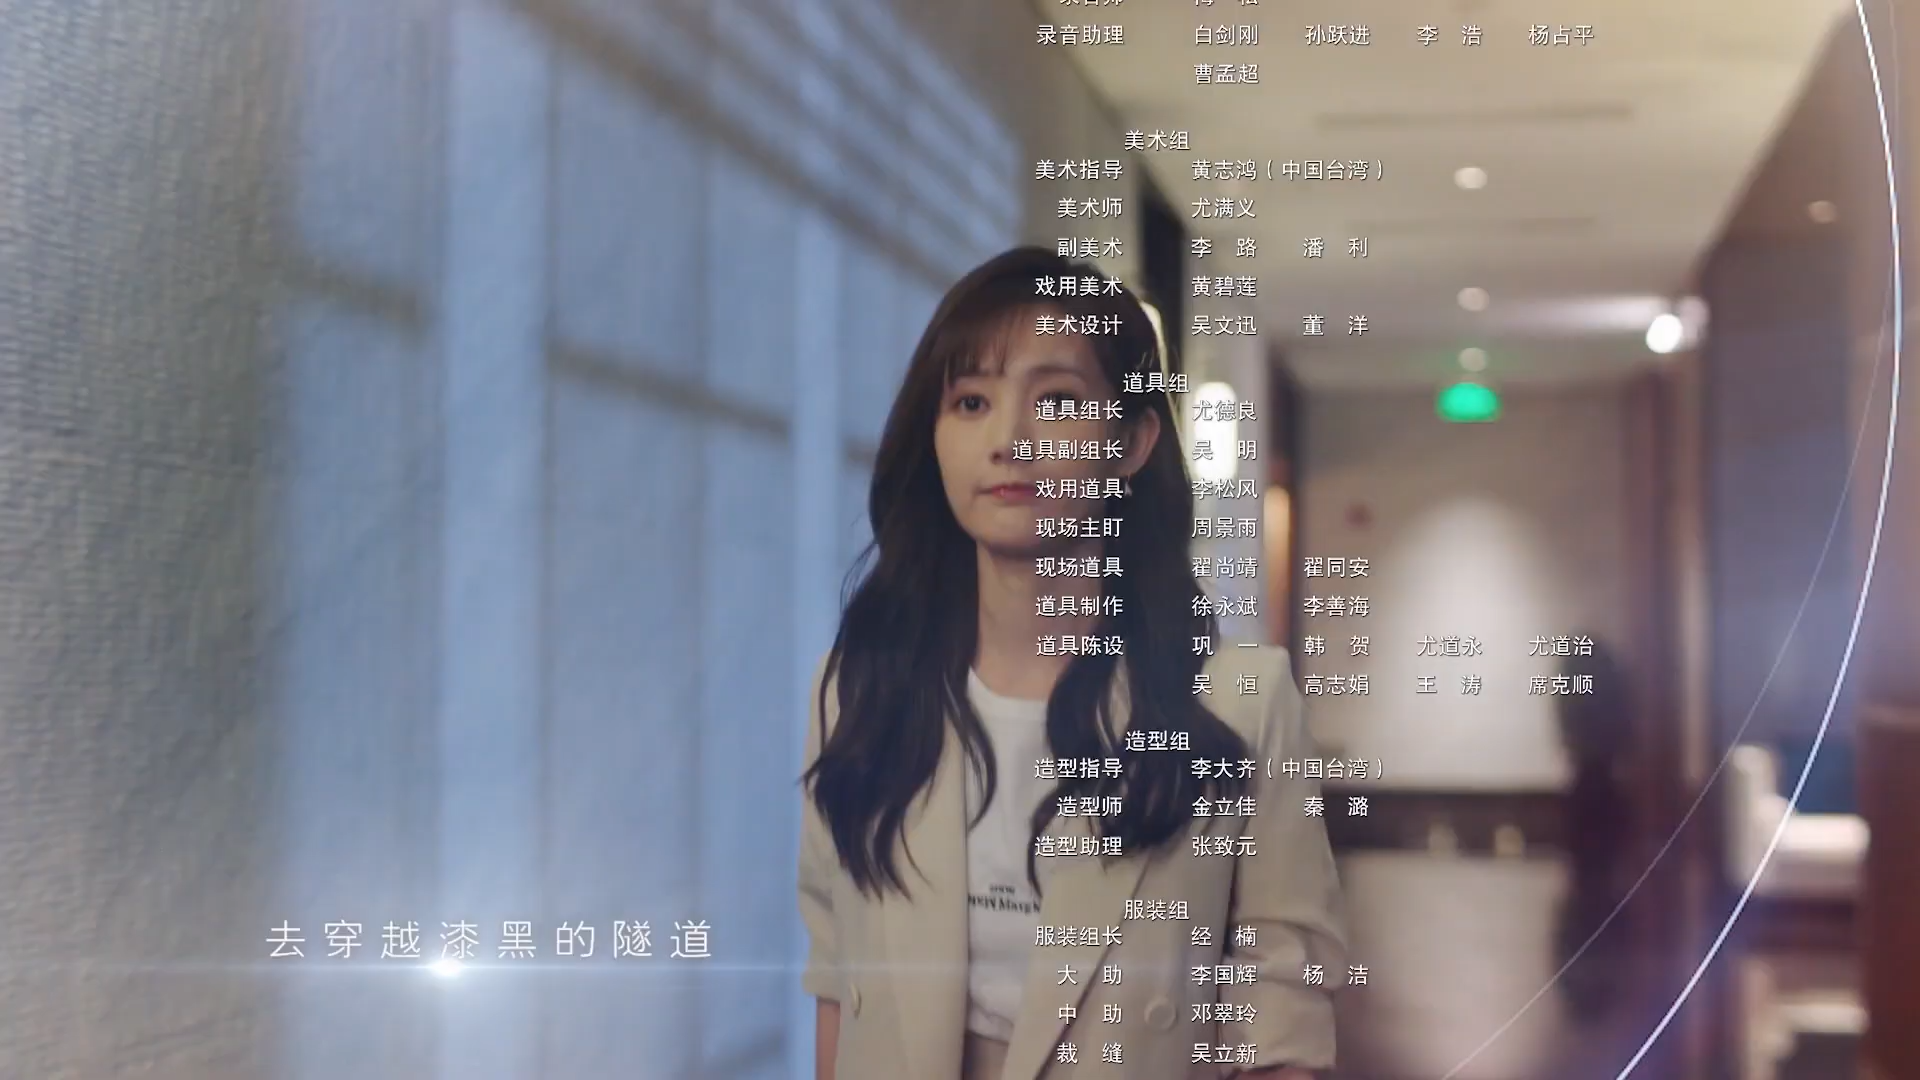 录音助理 白剑刚 孙跃进 李 浩 杨占平
曹孟超
美术组
美术指导 黄志鸿（中国台湾）
美术师 尤满义
副美术 李 路 潘 利
戏用美术 黄碧莲
美术设计 吴文迅 董 洋
道具组
道具组长 尤德良
道具副组长 吴 明
戏用道具 李松风
现场主盯 周景雨
现场道具 翟尚靖 翟同安
道具制作 徐永斌 李善海
道具陈设 巩 一 韩 贺 尤道永 尤道治
吴 恒 高志娟 王 涛 席克顺
造型组
造型指导 李大齐（中国台湾）
造型师 金立佳 秦 潞
造型助理 张致元
服装组
服装组长 经 楠
大 助 李国辉 杨 洁
中 助 邓翠玲
裁 缝 吴立新
去穿越漆黑的隧道